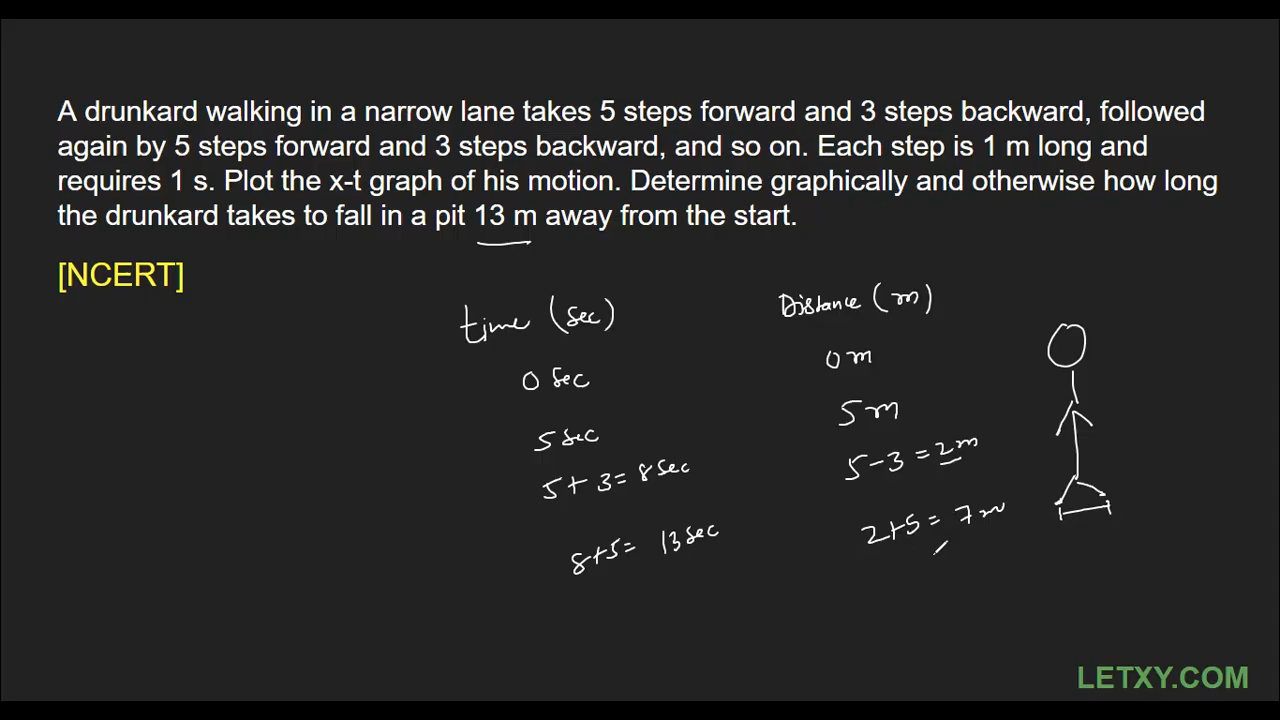 A drunkard walking in a narrow lane takes 5 steps forward and 3 steps backward, followed
again by 5 steps forward and 3 steps backward, and so on. Each step is 1 m long and
requires 1 s. Plot the x-t graph of his motion. Determine graphically and otherwise how long
the drunkard takes to fall in a pit 13 m away from the start.
[NCERT]
time (sec) Distance (m)
0 sec 0 m
5 sec 5 m
5 + 3 = 8 sec 5 - 3 = 2 m
8 + 5 = 13 sec 2 + 5 = 7 m
LETXY.COM